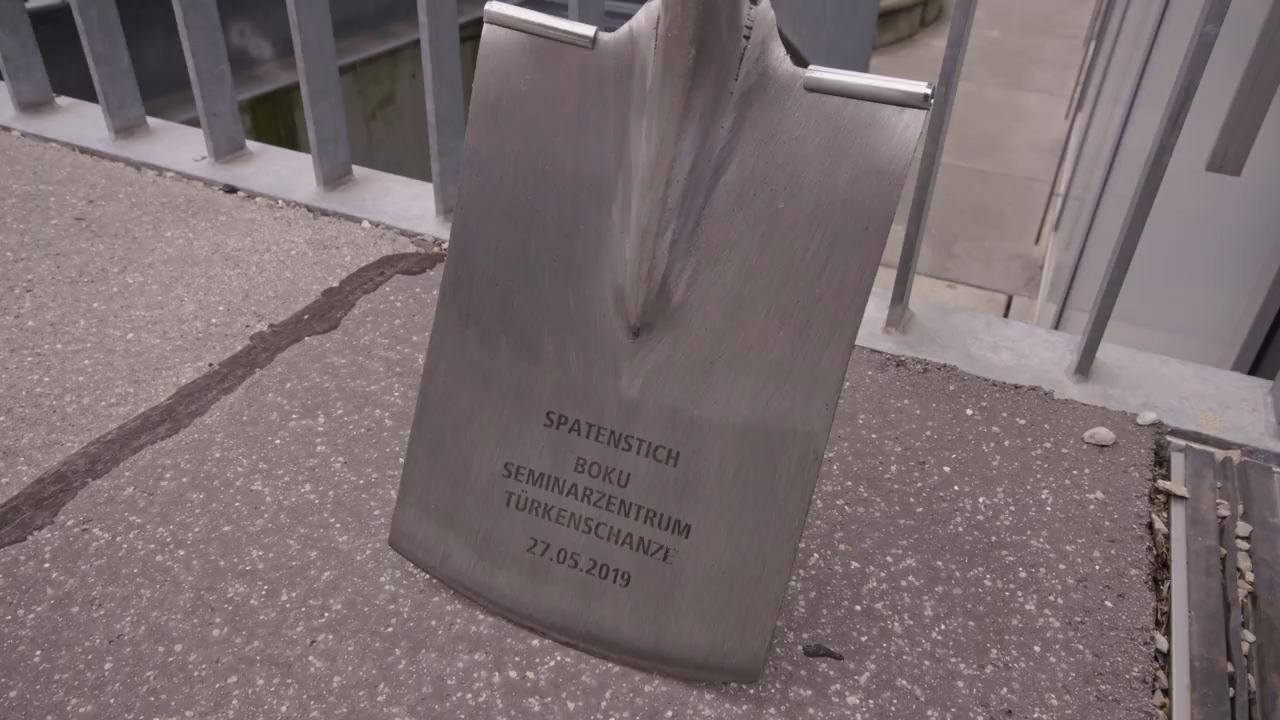 SPATENSTICH
BOKU
SEMINARZENTRUM
TÜRKENSCHANZE
27.05.2019